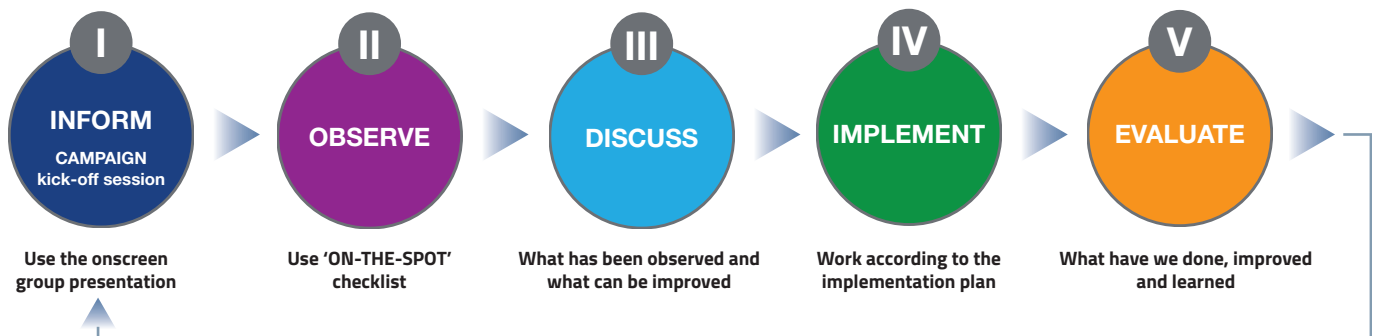 I
INFORM
CAMPAIGN
kick-off session
Use the onscreen
group presentation
II
OBSERVE
Use ‘ON-THE-SPOT’
checklist
III
DISCUSS
What has been observed and
what can be improved
IV
IMPLEMENT
Work according to the
implementation plan
V
EVALUATE
What have we done, improved
and learned